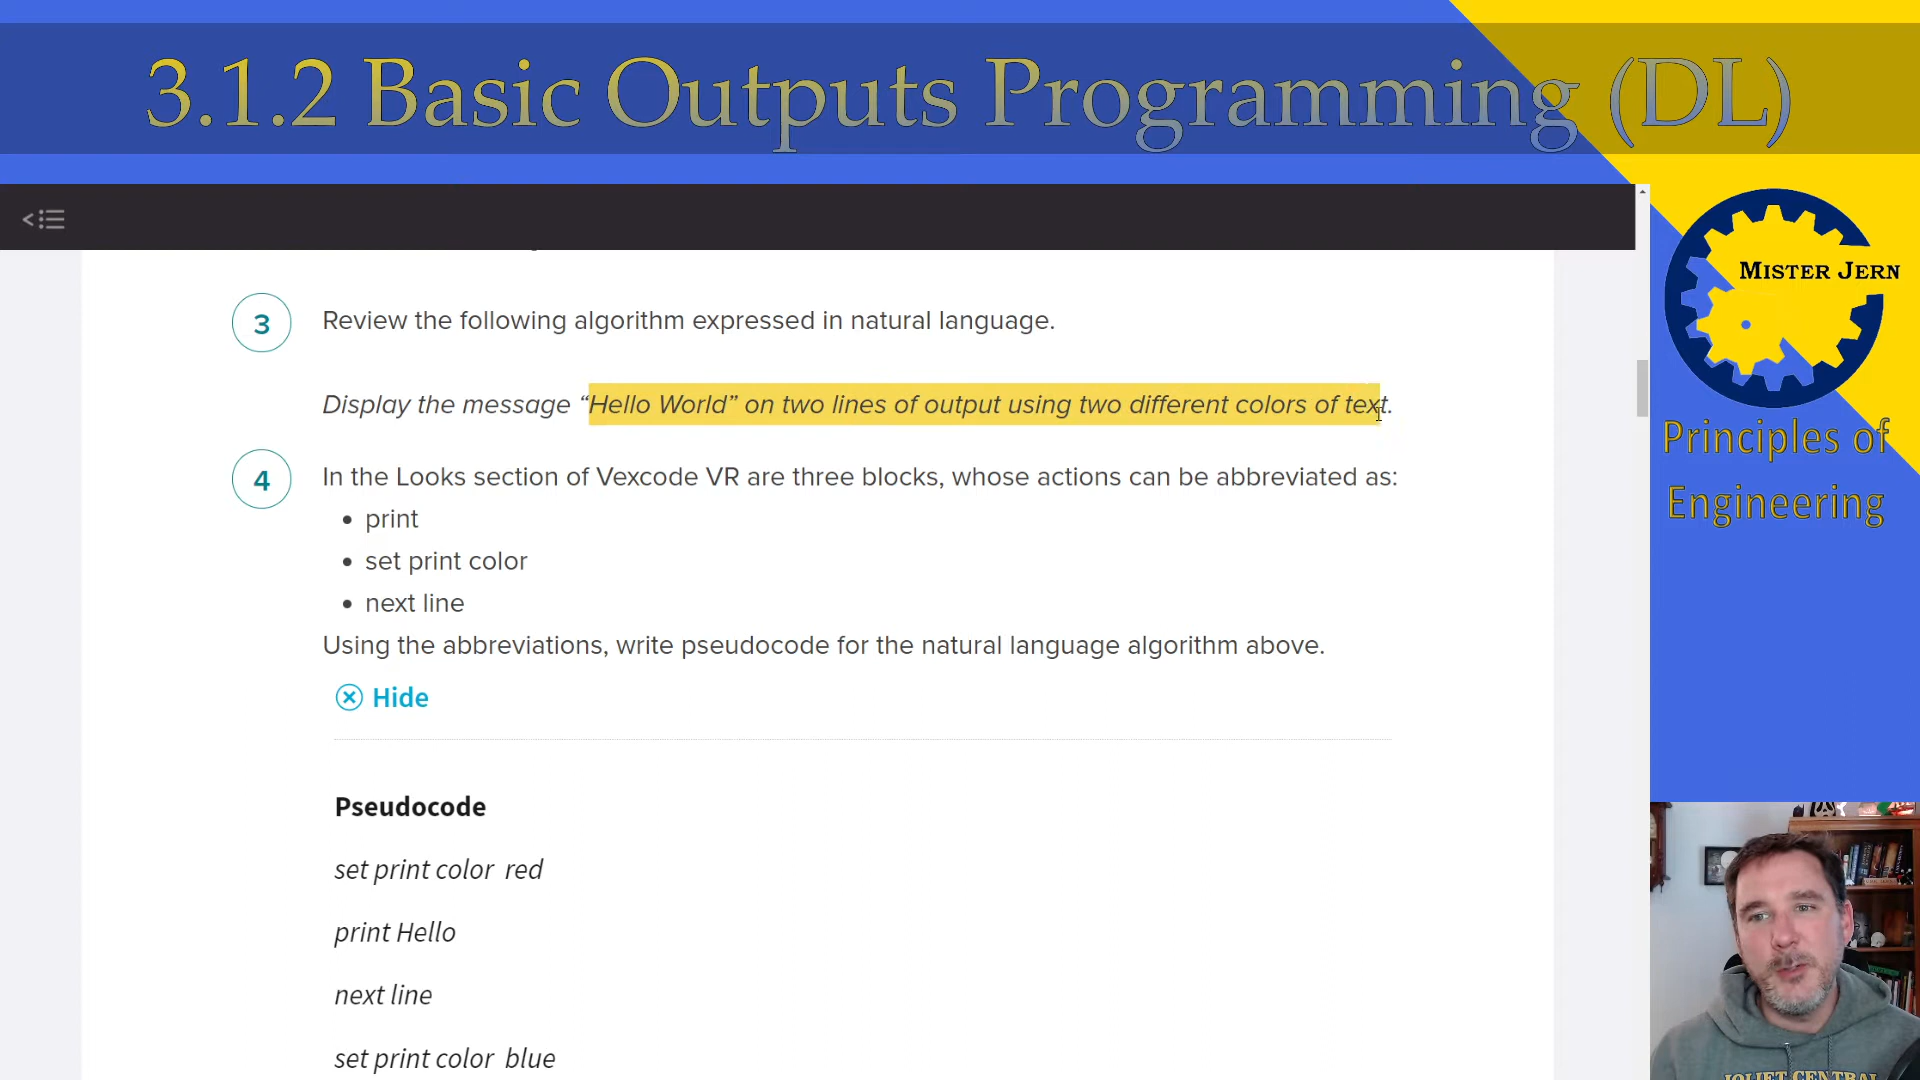 3.1.2 Basic Outputs Programming (DL)
MISTER JERN
Principles of
Engineering
3
Review the following algorithm expressed in natural language.
Display the message “Hello World” on two lines of output using two different colors of text.
4
In the Looks section of Vexcode VR are three blocks, whose actions can be abbreviated as:
• print
• set print color
• next line
Using the abbreviations, write pseudocode for the natural language algorithm above.
Hide
Pseudocode
set print color red
print Hello
next line
set print color blue
JOLIET CENTRAL